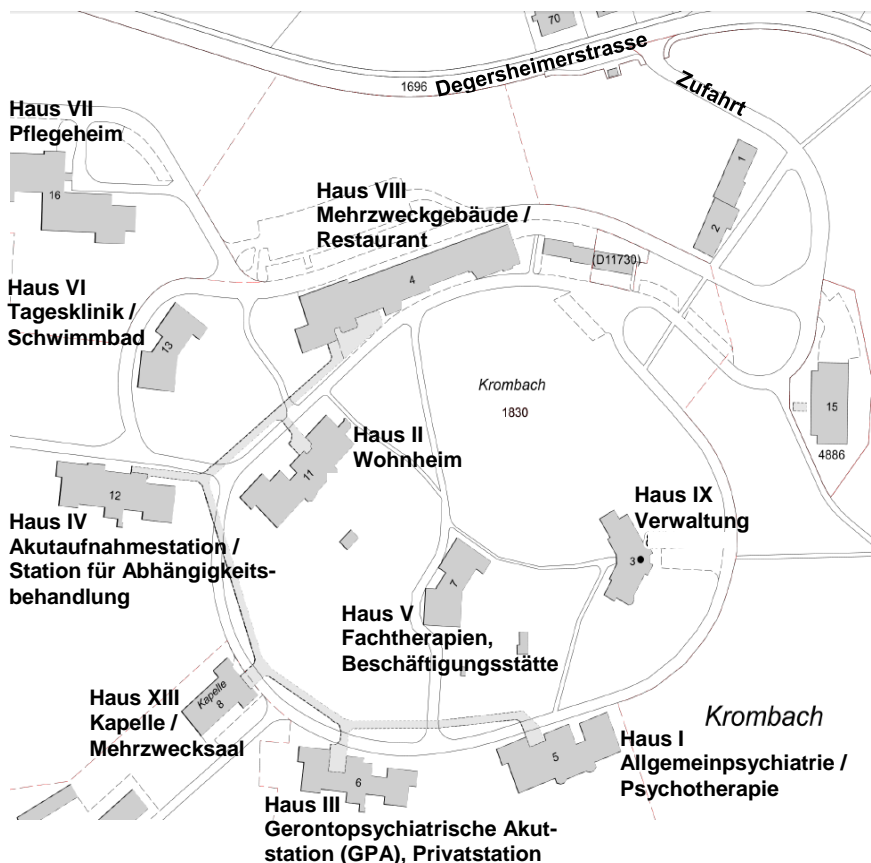 70
Degersheimerstrasse
1696
Zufahrt
Haus VII
Pflegeheim
16
1
2
Haus VIII
Mehrzweckgebäude /
Restaurant
4
(D11730)
Haus VI
Tagesklinik /
Schwimmbad
13
Krombach
1830
15
4886
Haus II
Wohnheim
11
12
Haus IV
Akutaufnahmestation /
Station für Abhängigkeits-
behandlung
Haus IX
Verwaltung
3
7
Haus V
Fachtherapien,
Beschäftigungsstätte
Haus XIII
Kapelle /
Mehrzwecksaal
Kapelle
8
Krombach
Haus I
Allgemeinpsychiatrie /
Psychotherapie
5
6
Haus III
Gerontopsychiatrische Akut-
station (GPA), Privatstation